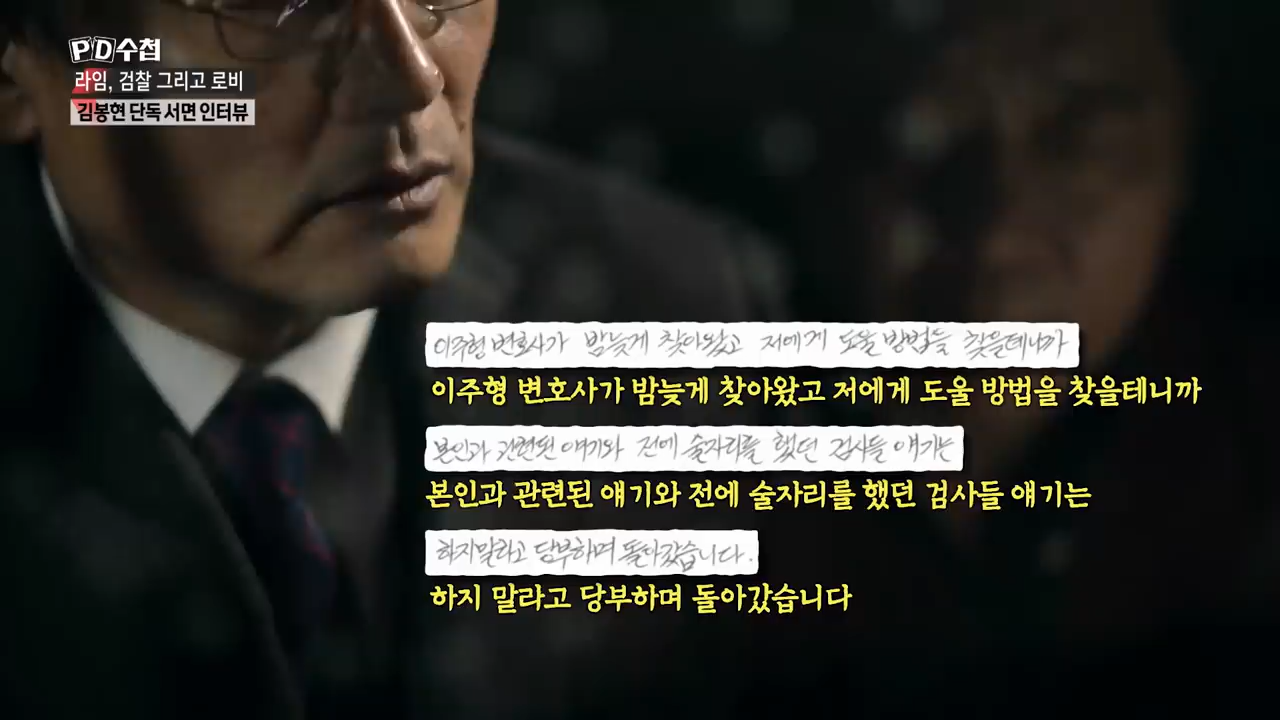 PD수첩
라임, 검찰 그리고 로비
김봉현 단독 서면 인터뷰
이주형 변호사가 밤늦게 찾아왔고 저에게 도울 방법을 찾을테니까
이주형 변호사가 밤늦게 찾아왔고 저에게 도울 방법을 찾을테니까
본인과 관련된 얘기와 전에 술자리를 했던 검사들 얘기는
본인과 관련된 얘기와 전에 술자리를 했던 검사들 얘기는
하지말라고 당부하며 돌아갔습니다.
하지 말라고 당부하며 돌아갔습니다